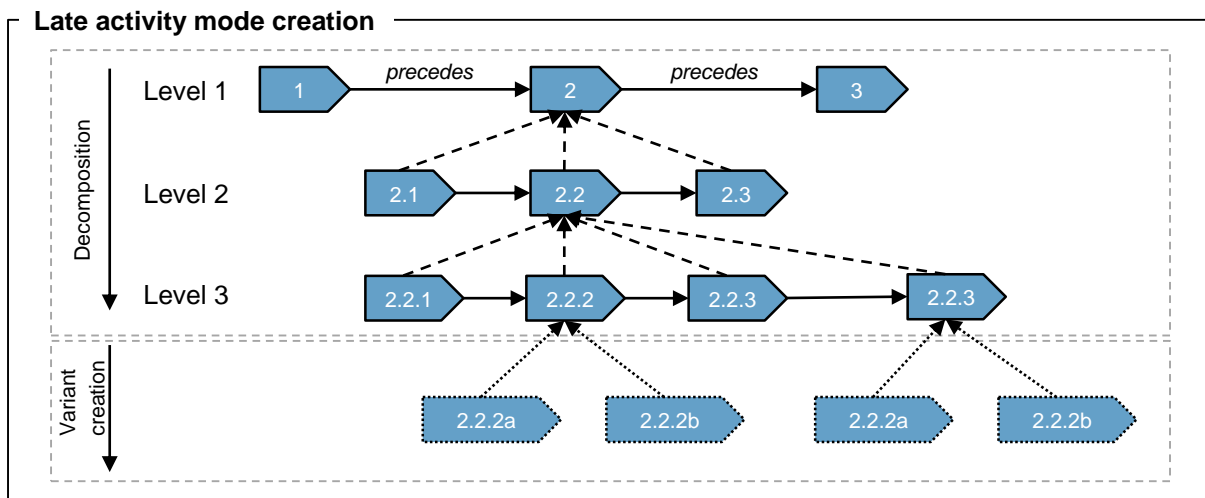 Late activity mode creation
Level 1
1
precedes
2
precedes
3
Decomposition
Level 2
2.1
2.2
2.3
Level 3
2.2.1
2.2.2
2.2.3
2.2.3
Variant
creation
2.2.2a
2.2.2b
2.2.2a
2.2.2b